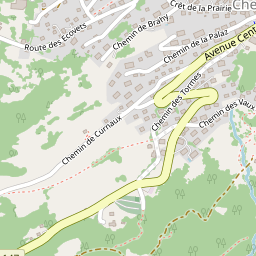 Crêt de la Prairie
Che
Chemin de Brany
Route des Ecovets
Chemin de la Palaz
Avenue Cent
Chemin des Tormes
Chemin des Vaux
Chemin de Curnaux